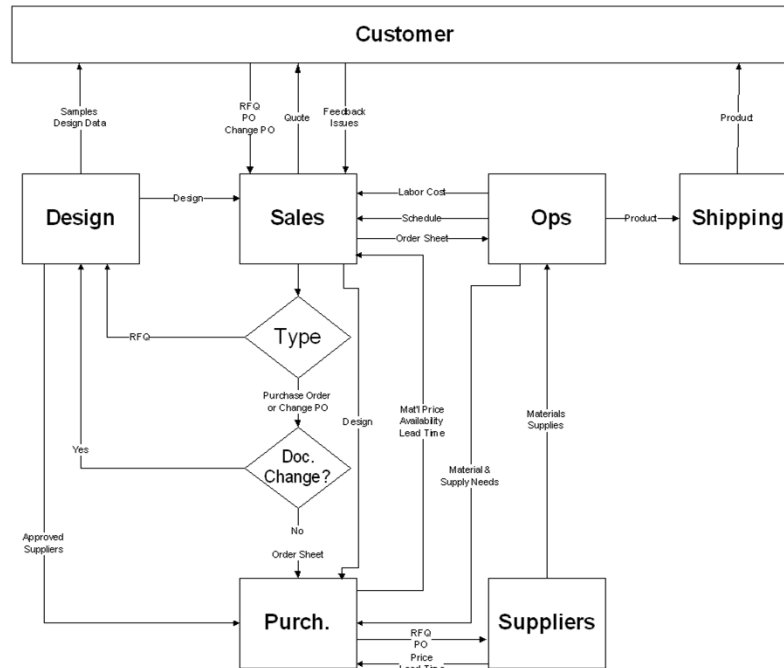 Customer
Samples
Design Data
RFQ
PO
Change PO
Quote
Feedback
Issues
Product
Design
Design
Sales
Labor Cost
Schedule
Order Sheet
Ops
Product
Shipping
RFQ
Type
Purchase Order
or Change PO
Design
Mat'l Price
Availability
Lead Time
Materials
Supplies
Yes
Doc.
Change?
Material &
Supply Needs
No
Approved
Suppliers
Order Sheet
Purch.
RFQ
PO
Price
Lead Time
Suppliers